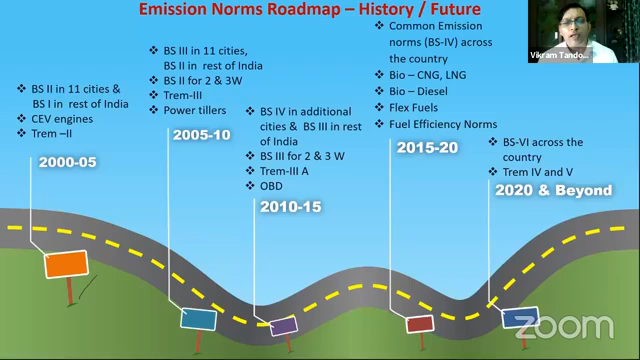 Emission Norms Roadmap – History / Future
❖ BS II in 11 cities &
BS I in rest of India
❖ CEV engines
❖ Trem –II
2000-05
❖ BS III in 11 cities,
BS II in rest of India
❖ BS II for 2 & 3W
❖ Trem-III
❖ Power tillers
2005-10
❖ BS IV in additional
cities & BS III in rest
of India
❖ BS III for 2 & 3 W
❖ Trem-III A
❖ OBD
2010-15
❖ Common Emission
norms (BS-IV) across
the country
❖ Bio – CNG, LNG
❖ Bio – Diesel
❖ Flex Fuels
❖ Fuel Efficiency Norms
2015-20
❖ BS-VI across the
country
❖ Trem IV and V
2020 & Beyond
Vikram Tando...
zoom